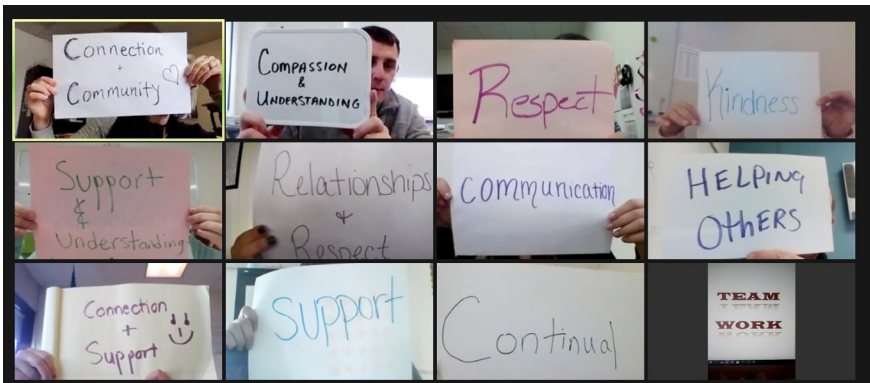 Connection
+
Community
COMPASSION
&
UNDERSTANDING
Respect
Kindness
Support
&
Understanding
Relationships
+
Respect
communication
HELPING
OTHERS
Connection
+
Support
Support
Continual
TEAM
WORK